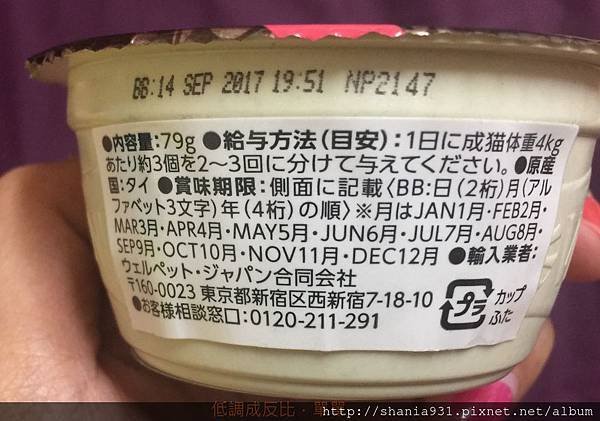 BB:14 SEP 2017 19:51 NP2147
●内容量:79g ●給与方法(目安):1日に成猫体重4kg
あたり約3個を2〜3回に分けて与えてください。●原産
国:タイ ●賞味期限:側面に記載〈BB:日(2桁)月(アル
ファベット3文字)年(4桁)の順〉※月はJAN1月・FEB2月・
MAR3月・APR4月・MAY5月・JUN6月・JUL7月・AUG8月・
SEP9月・OCT10月・NOV11月・DEC12月 ●輸入業者:
ウェルペット・ジャパン合同会社
〒160-0023 東京都新宿区西新宿7-18-10
●お客様相談窓口:0120-211-291
プラ
カップ
ふた
低調成反比．單單
http://shania931.pixnet.net/album